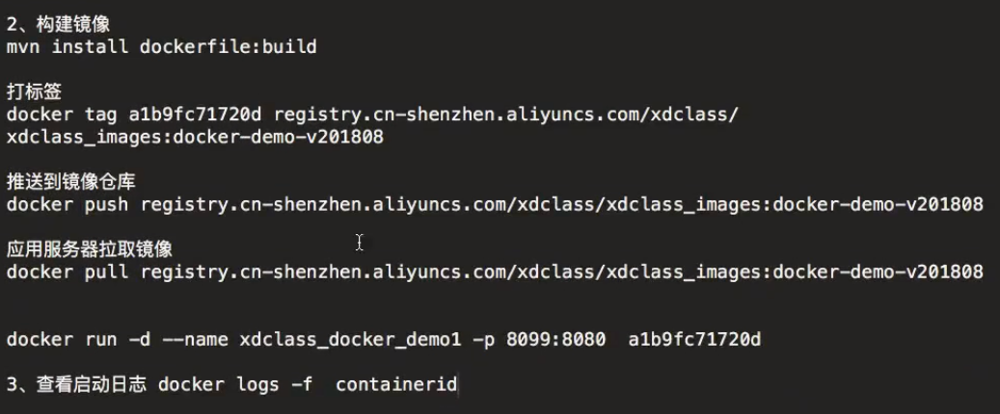 2、构建镜像
mvn install dockerfile:build
打标签
docker tag a1b9fc71720d registry.cn-shenzhen.aliyuncs.com/xdclass/
xdclass_images:docker-demo-v201808
推送到镜像仓库
docker push registry.cn-shenzhen.aliyuncs.com/xdclass/xdclass_images:docker-demo-v201808
应用服务器拉取镜像
docker pull registry.cn-shenzhen.aliyuncs.com/xdclass/xdclass_images:docker-demo-v201808
docker run -d --name xdclass_docker_demo1 -p 8099:8080  a1b9fc71720d
3、查看启动日志 docker logs -f  containerid